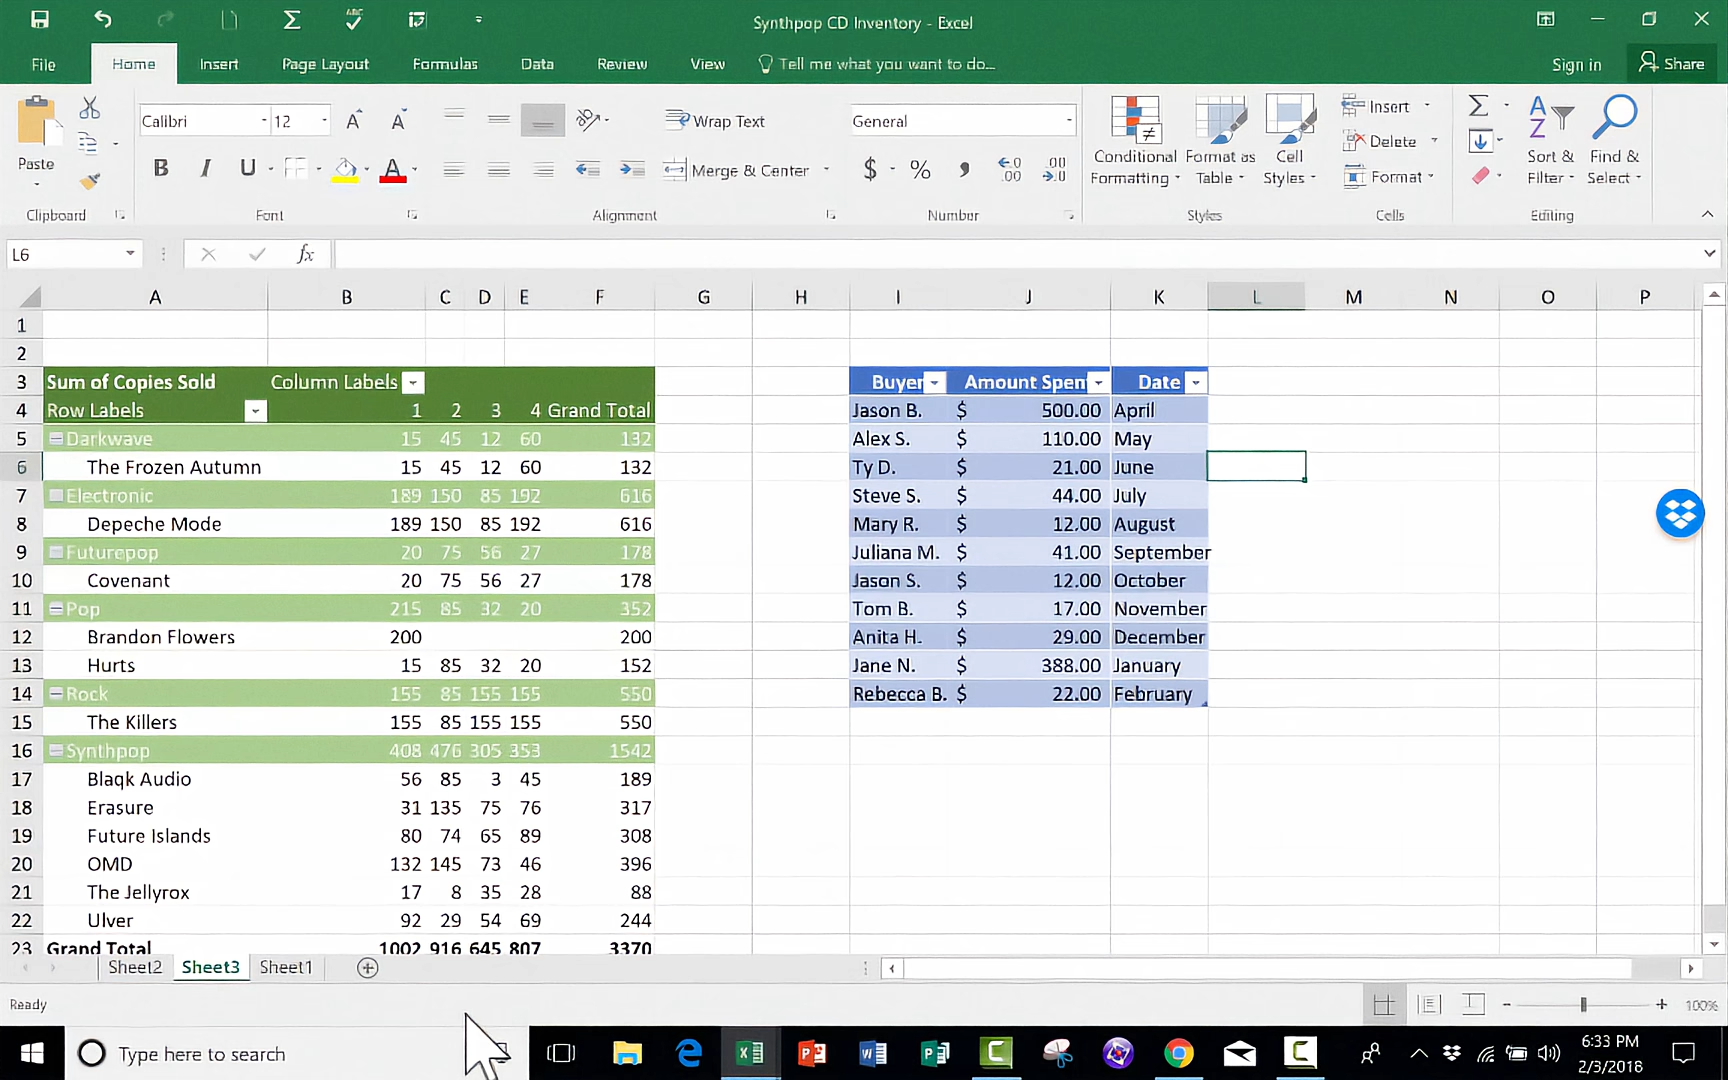 Synthpop CD Inventory - Excel
File Home Insert Page Layout Formulas Data Review View Tell me what you want to do... Sign in Share
Calibri 12 Wrap Text General Insert
Paste B I U Merge & Center $ % Conditional Formatting Format as Table Cell Styles Delete Format Sort & Filter Find & Select
Clipboard Font Alignment Number Styles Cells Editing
L6 fx
A B C D E F G H I J K L M N O P
1
2
3 Sum of Copies Sold Column Labels Buyer Amount Spen Date
4 Row Labels 1 2 3 4 Grand Total Jason B. $ 500.00 April
5 Darkwave 15 45 12 60 132 Alex S. $ 110.00 May
6 The Frozen Autumn 15 45 12 60 132 Ty D. $ 21.00 June
7 Electronic 189 150 85 192 616 Steve S. $ 44.00 July
8 Depeche Mode 189 150 85 192 616 Mary R. $ 12.00 August
9 Futurepop 20 75 56 27 178 Juliana M. $ 41.00 September
10 Covenant 20 75 56 27 178 Jason S. $ 12.00 October
11 Pop 215 85 32 20 352 Tom B. $ 17.00 November
12 Brandon Flowers 200 200 Anita H. $ 29.00 December
13 Hurts 15 85 32 20 152 Jane N. $ 388.00 January
14 Rock 155 85 155 155 550 Rebecca B. $ 22.00 February
15 The Killers 155 85 155 155 550
16 Synthpop 408 476 305 353 1542
17 Blaqk Audio 56 85 3 45 189
18 Erasure 31 135 75 76 317
19 Future Islands 80 74 65 89 308
20 OMD 132 145 73 46 396
21 The Jellyrox 17 8 35 28 88
22 Ulver 92 29 54 69 244
23 Grand Total 1002 916 645 807 3370
Sheet2 Sheet3 Sheet1
Ready 100%
Type here to search 6:33 PM
2/3/2018